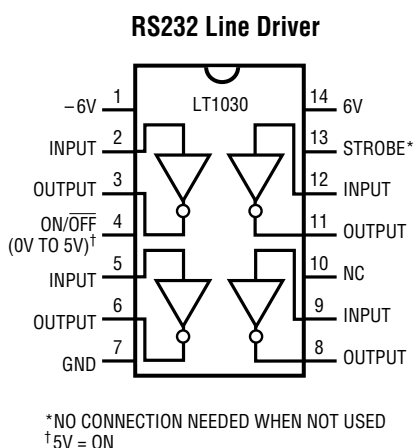 RS232 Line Driver
LT1030
–6V 1
INPUT 2
OUTPUT 3
ON/OFF 4
(0V TO 5V)†
INPUT 5
OUTPUT 6
GND 7
14 6V
13 STROBE*
12 INPUT
11 OUTPUT
10 NC
9 INPUT
8 OUTPUT
*NO CONNECTION NEEDED WHEN NOT USED
†5V = ON